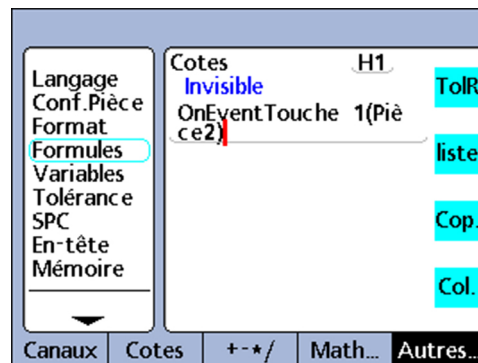 Langage
Conf.Pièce
Format
Formules
Variables
Tolérance
SPC
En-tête
Mémoire
Cotes H1
Invisible
OnEventTouche 1(Piè
ce2)
TolR
liste
Cop.
Col.
Canaux Cotes +-*/ Math... Autres...